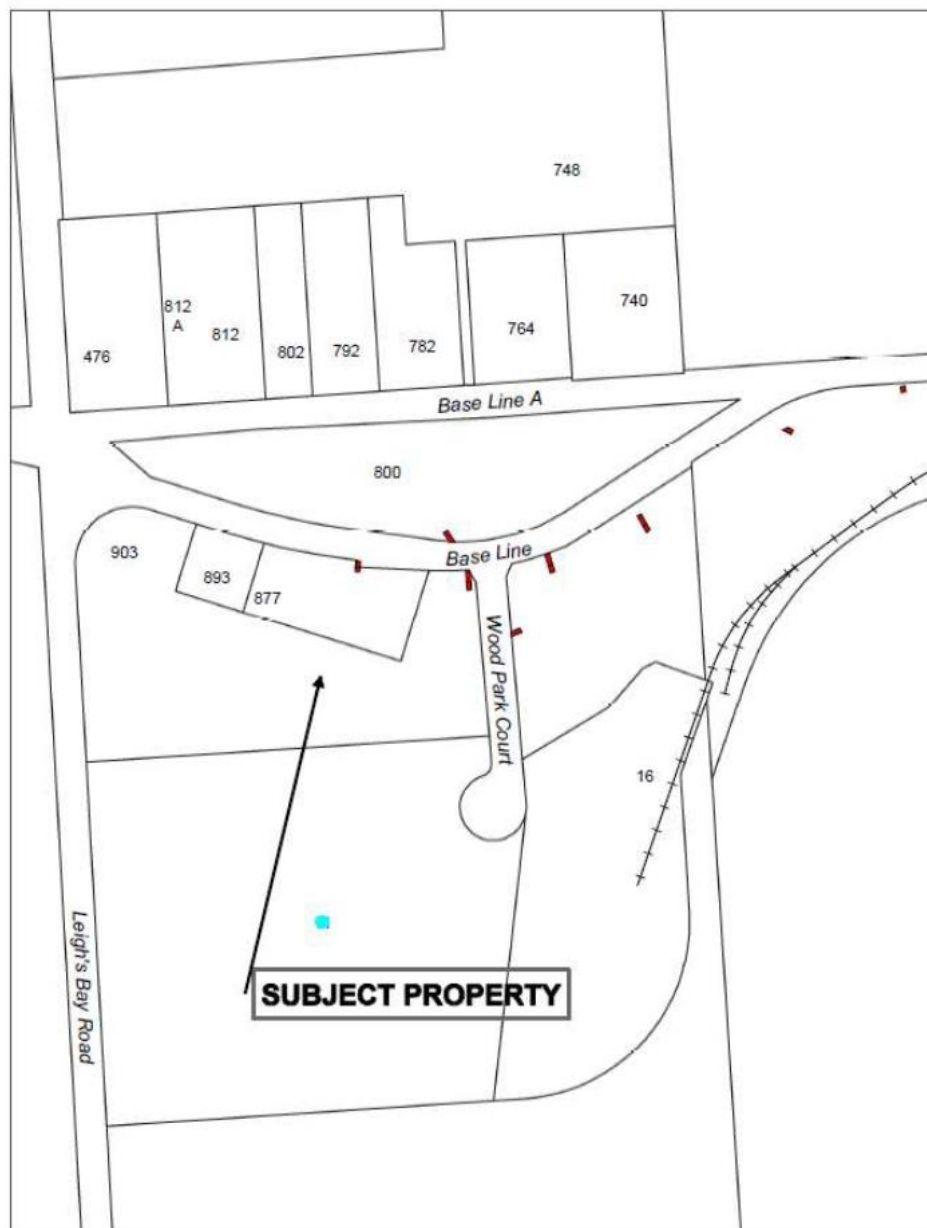 748
812
A
812
476
802
792
782
764
740
Base Line A
800
Base Line
903
893
877
Wood Park Court
16
Leigh's Bay Road
SUBJECT PROPERTY